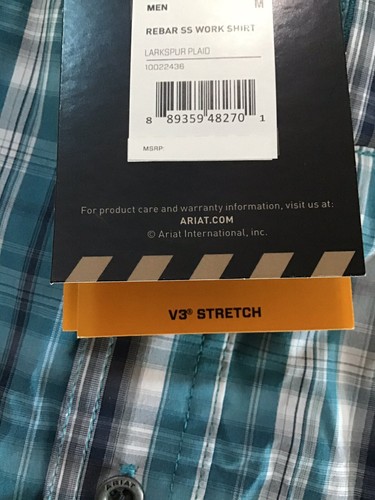 MEN M
REBAR SS WORK SHIRT
LARKSPUR PLAID
10022436
8 89359 48270 1
MSRP:
For product care and warranty information, visit us at:
ARIAT.COM
© Ariat International, inc.
V3® STRETCH
ARIAT